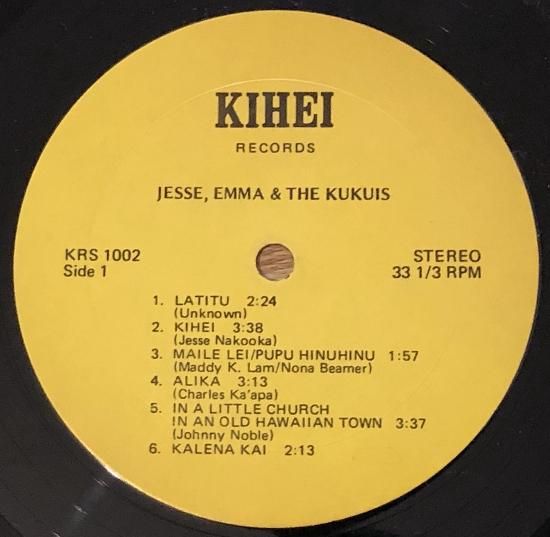 KIHEI
RECORDS
JESSE, EMMA & THE KUKUIS
KRS 1002
Side 1
STEREO
33 1/3 RPM
1. LATITU 2:24
(Unknown)
2. KIHEI 3:38
(Jesse Nakooka)
3. MAILE LEI/PUPU HINUHINU 1:57
(Maddy K. Lam/Nona Beamer)
4. ALIKA 3:13
(Charles Ka'apa)
5. IN A LITTLE CHURCH
IN AN OLD HAWAIIAN TOWN 3:37
(Johnny Noble)
6. KALENA KAI 2:13